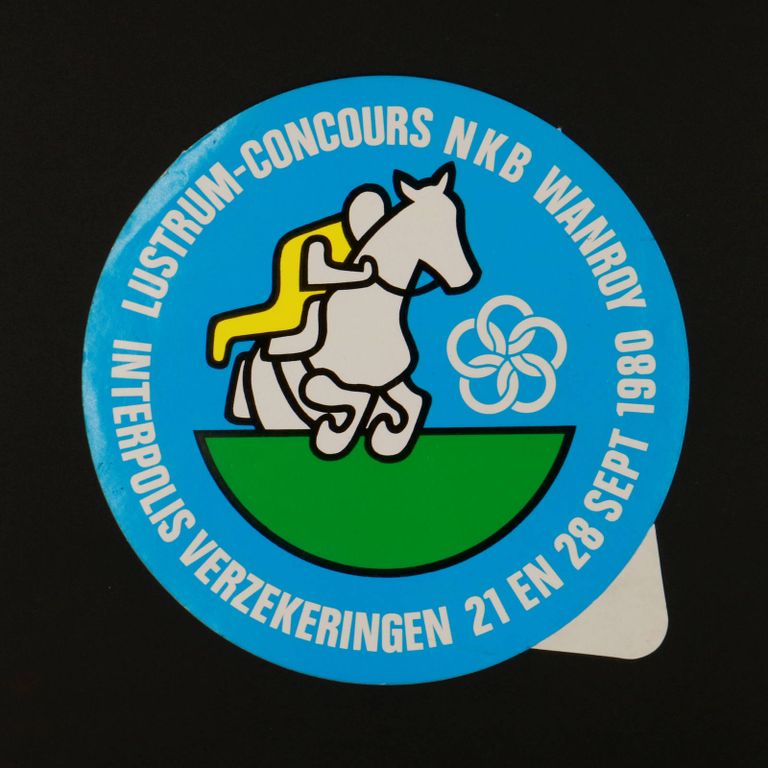 LUSTRUM-CONCOURS NKB WANROY
21 EN 28 SEPT 1980
INTERPOLIS VERZEKERINGEN